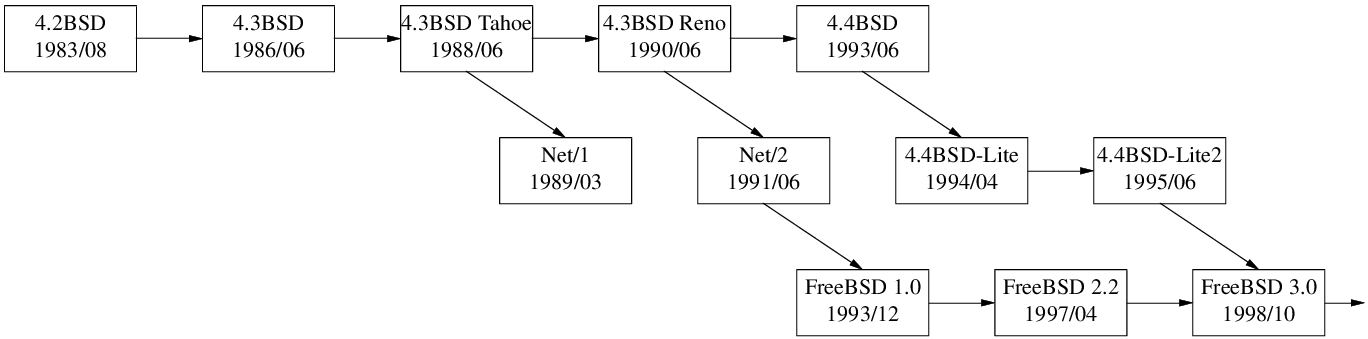 4.2BSD
1983/08
4.3BSD
1986/06
4.3BSD Tahoe
1988/06
4.3BSD Reno
1990/06
4.4BSD
1993/06
Net/1
1989/03
Net/2
1991/06
4.4BSD-Lite
1994/04
4.4BSD-Lite2
1995/06
FreeBSD 1.0
1993/12
FreeBSD 2.2
1997/04
FreeBSD 3.0
1998/10